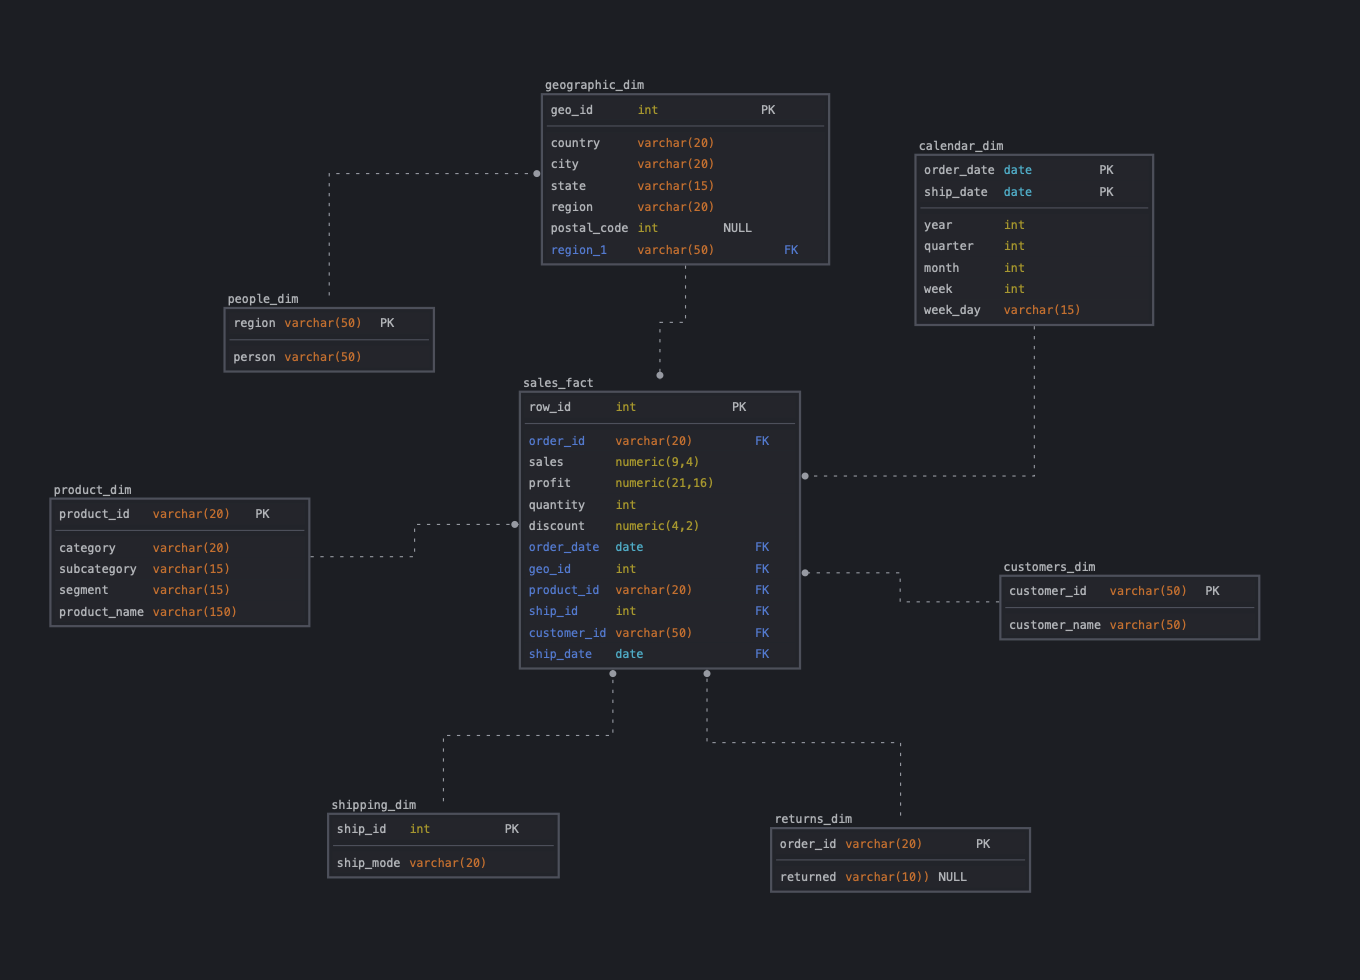 geographic_dim
geo_id int PK
country varchar(20)
city varchar(20)
state varchar(15)
region varchar(20)
postal_code int NULL
region_1 varchar(50) FK
calendar_dim
order_date date PK
ship_date date PK
year int
quarter int
month int
week int
week_day varchar(15)
people_dim
region varchar(50) PK
person varchar(50)
sales_fact
row_id int PK
order_id varchar(20) FK
sales numeric(9,4)
profit numeric(21,16)
quantity int
discount numeric(4,2)
order_date date FK
geo_id int FK
product_id varchar(20) FK
ship_id int FK
customer_id varchar(50) FK
ship_date date FK
product_dim
product_id varchar(20) PK
category varchar(20)
subcategory varchar(15)
segment varchar(15)
product_name varchar(150)
customers_dim
customer_id varchar(50) PK
customer_name varchar(50)
shipping_dim
ship_id int PK
ship_mode varchar(20)
returns_dim
order_id varchar(20) PK
returned varchar(10)) NULL